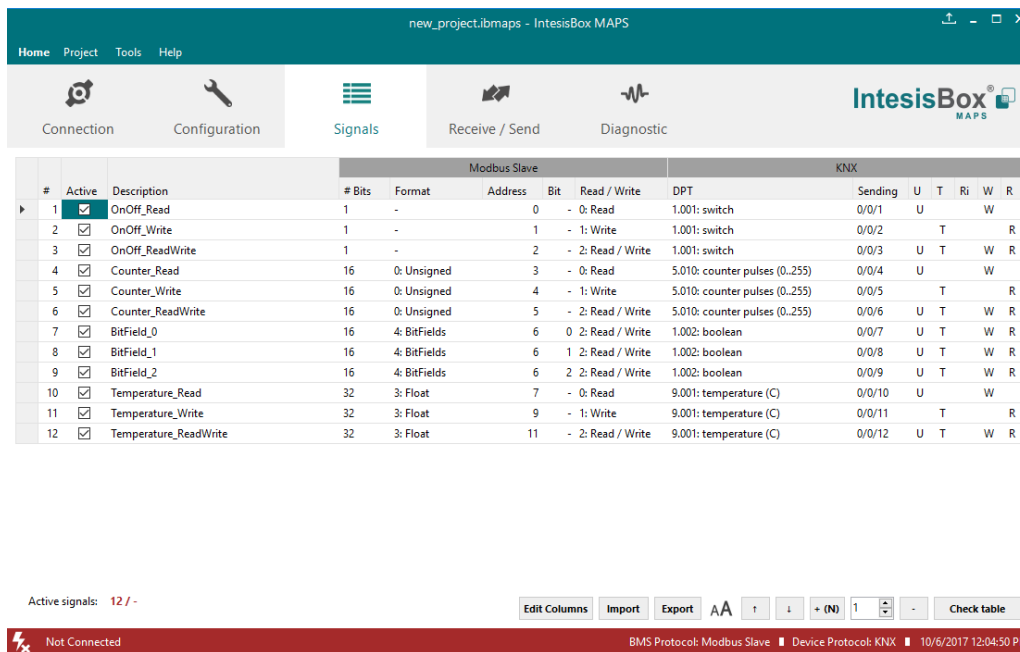 new_project.ibmaps - IntesisBox MAPS
Home Project Tools Help
Connection Configuration Signals Receive / Send Diagnostic
IntesisBox®
MAPS
Modbus Slave KNX
# Active Description # Bits Format Address Bit Read / Write DPT Sending U T Ri W R
1 OnOff_Read 1 - 0 - 0: Read 1.001: switch 0/0/1 U W
2 OnOff_Write 1 - 1 - 1: Write 1.001: switch 0/0/2 T R
3 OnOff_ReadWrite 1 - 2 - 2: Read / Write 1.001: switch 0/0/3 U T W R
4 Counter_Read 16 0: Unsigned 3 - 0: Read 5.010: counter pulses (0..255) 0/0/4 U W
5 Counter_Write 16 0: Unsigned 4 - 1: Write 5.010: counter pulses (0..255) 0/0/5 T R
6 Counter_ReadWrite 16 0: Unsigned 5 - 2: Read / Write 5.010: counter pulses (0..255) 0/0/6 U T W R
7 BitField_0 16 4: BitFields 6 0 2: Read / Write 1.002: boolean 0/0/7 U T W R
8 BitField_1 16 4: BitFields 6 1 2: Read / Write 1.002: boolean 0/0/8 U T W R
9 BitField_2 16 4: BitFields 6 2 2: Read / Write 1.002: boolean 0/0/9 U T W R
10 Temperature_Read 32 3: Float 7 - 0: Read 9.001: temperature (C) 0/0/10 U W
11 Temperature_Write 32 3: Float 9 - 1: Write 9.001: temperature (C) 0/0/11 T R
12 Temperature_ReadWrite 32 3: Float 11 - 2: Read / Write 9.001: temperature (C) 0/0/12 U T W R
Active signals: 12 / -
Edit Columns Import Export AA ↑ ↓ + (N) 1 - Check table
Not Connected BMS Protocol: Modbus Slave Device Protocol: KNX 10/6/2017 12:04:50 P